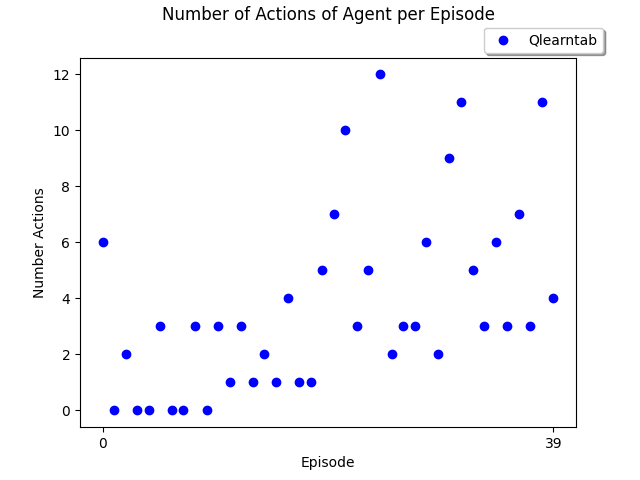 Number of Actions of Agent per Episode
Qlearntab
12
10
8
6
4
2
0
Number Actions
0 39
Episode